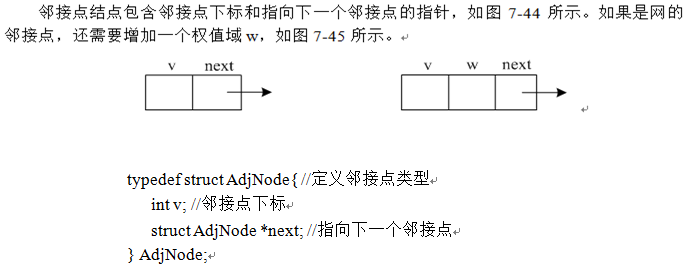 邻接点结点包含邻接点下标和指向下一个邻接点的指针，如图 7-44 所示。如果是网的
邻接点，还需要增加一个权值域 w，如图 7-45 所示。↵
v next v w next
↵
typedef struct AdjNode{ //定义邻接点类型↵
int v; //邻接点下标↵
struct AdjNode *next; //指向下一个邻接点↵
} AdjNode;↵